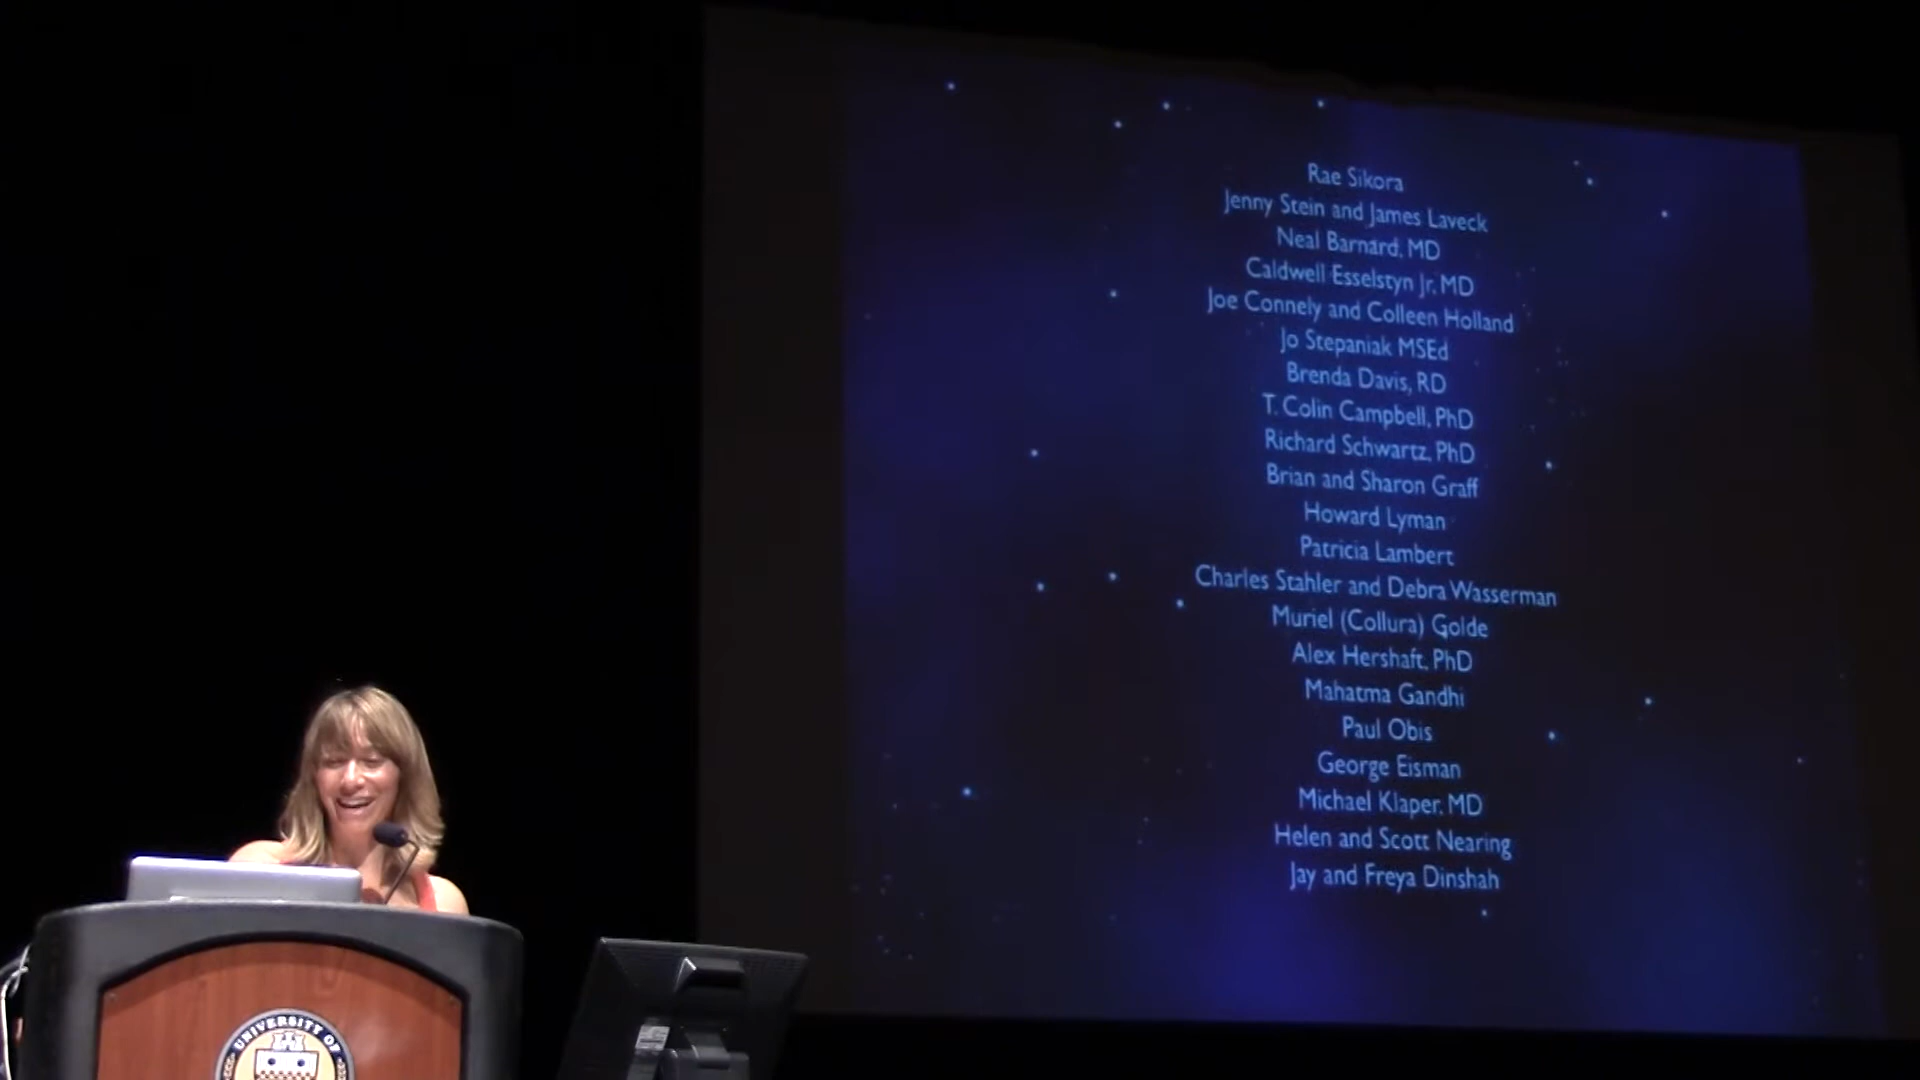 Rae Sikora
Jenny Stein and James Laveck
Neal Barnard, MD
Caldwell Esselstyn Jr, MD
Joe Connely and Colleen Holland
Jo Stepaniak MSEd
Brenda Davis, RD
T. Colin Campbell, PhD
Richard Schwartz, PhD
Brian and Sharon Graff
Howard Lyman
Patricia Lambert
Charles Stahler and Debra Wasserman
Muriel (Collura) Golde
Alex Hershaft, PhD
Mahatma Gandhi
Paul Obis
George Eisman
Michael Klaper, MD
Helen and Scott Nearing
Jay and Freya Dinshah
UNIVERSITY OF